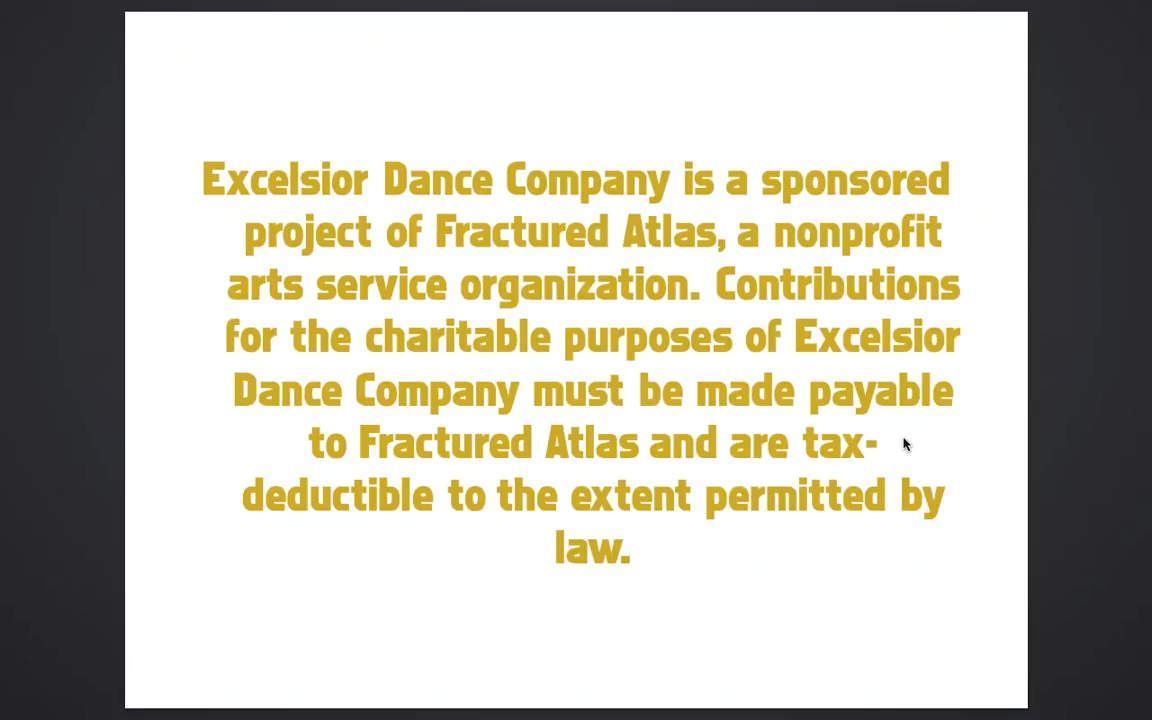 Excelsior Dance Company is a sponsored
project of Fractured Atlas, a nonprofit
arts service organization. Contributions
for the charitable purposes of Excelsior
Dance Company must be made payable
to Fractured Atlas and are tax-
deductible to the extent permitted by
law.